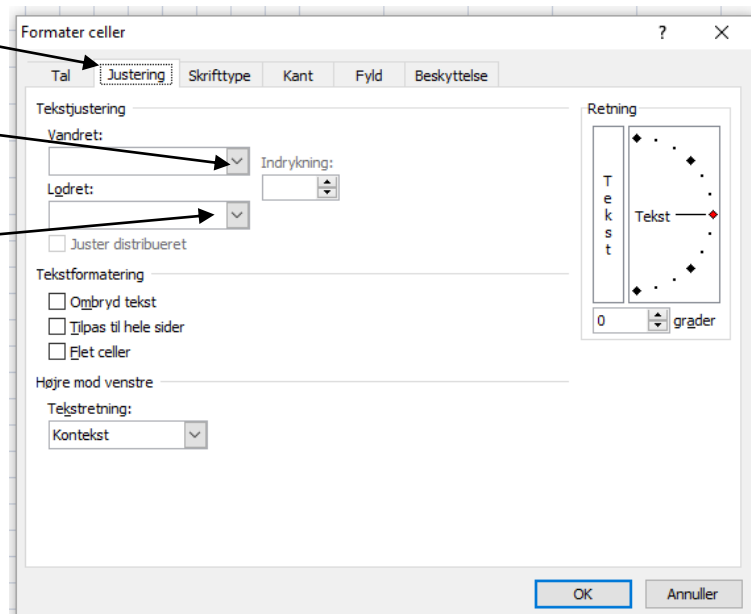 Formater celler ?
Tal Justering Skrifttype Kant Fyld Beskyttelse
Tekstjustering
Vandret:
Indrykning:
Lodret:
Juster distribueret
Tekstformatering
Ombryd tekst
Tilpas til hele sider
Flet celler
Højre mod venstre
Tekstretning:
Kontekst
Retning
Tekst
Tekst
0 grader
OK Annuller